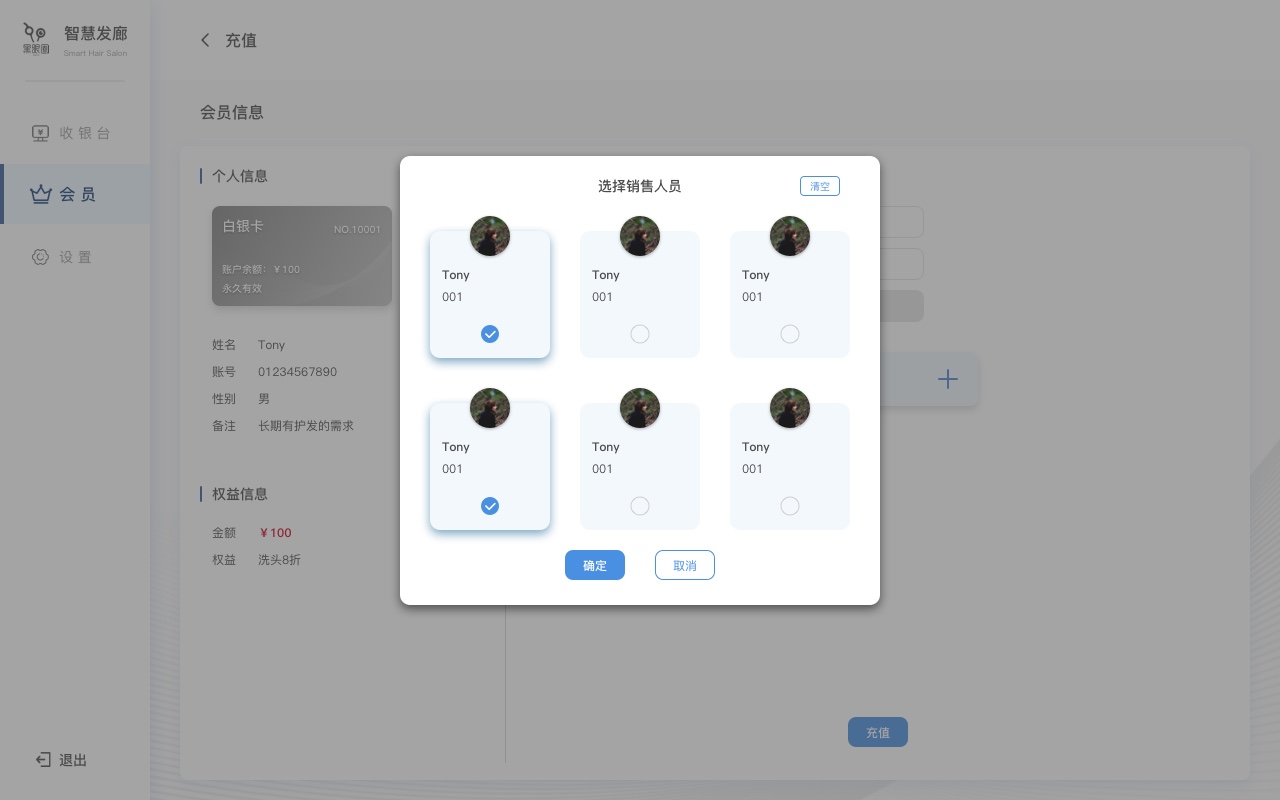 智慧发廊
Smart Hair Salon
收银台
会员
设置
退出
充值
会员信息
个人信息
白银卡
NO.10001
账户余额：￥100
永久有效
姓名 Tony
账号 01234567890
性别 男
备注 长期有护发的需求
权益信息
金额 ￥100
权益 洗头8折
选择销售人员
清空
Tony
001
Tony
001
Tony
001
Tony
001
Tony
001
Tony
001
确定
取消
充值